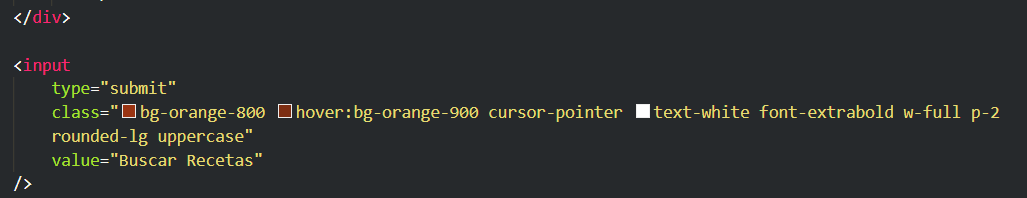 </div>
<input
type="submit"
class="bg-orange-800 hover:bg-orange-900 cursor-pointer text-white font-extrabold w-full p-2
rounded-lg uppercase"
value="Buscar Recetas"
/>